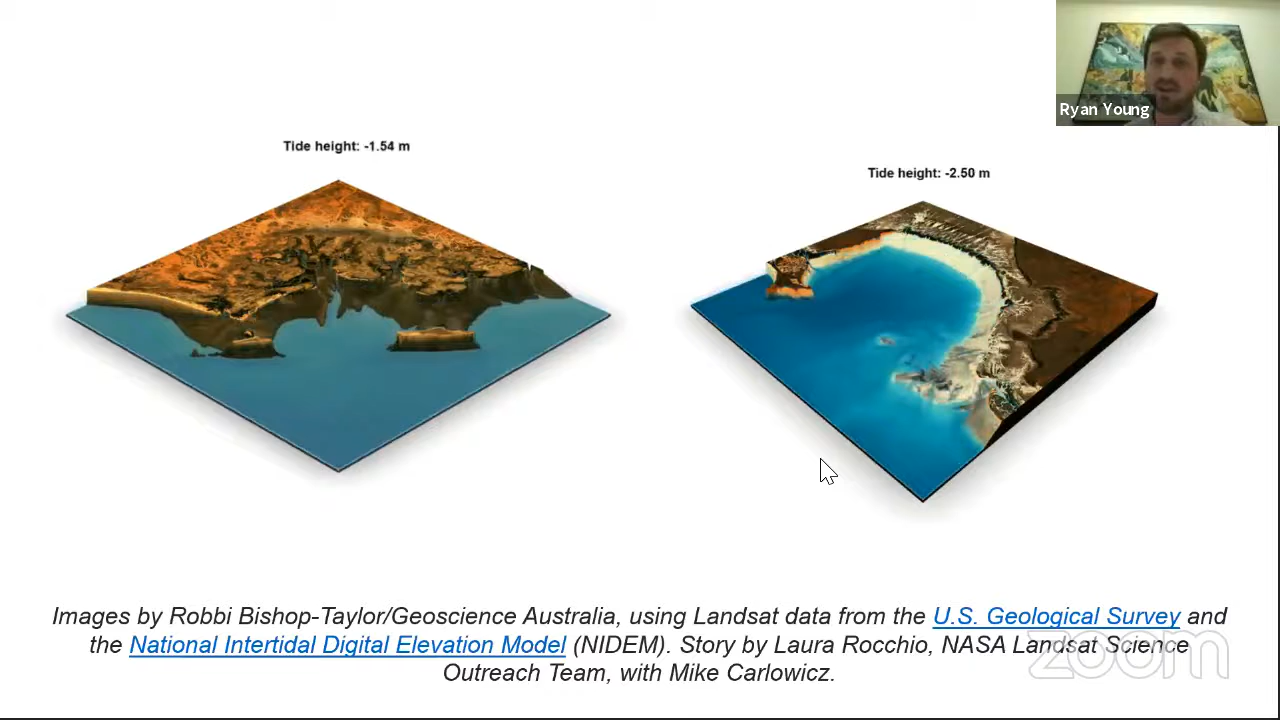 Ryan Young
Tide height: -1.54 m
Tide height: -2.50 m
Images by Robbi Bishop-Taylor/Geoscience Australia, using Landsat data from the U.S. Geological Survey and
the National Intertidal Digital Elevation Model (NIDEM). Story by Laura Rocchio, NASA Landsat Science
Outreach Team, with Mike Carlowicz.
zoom